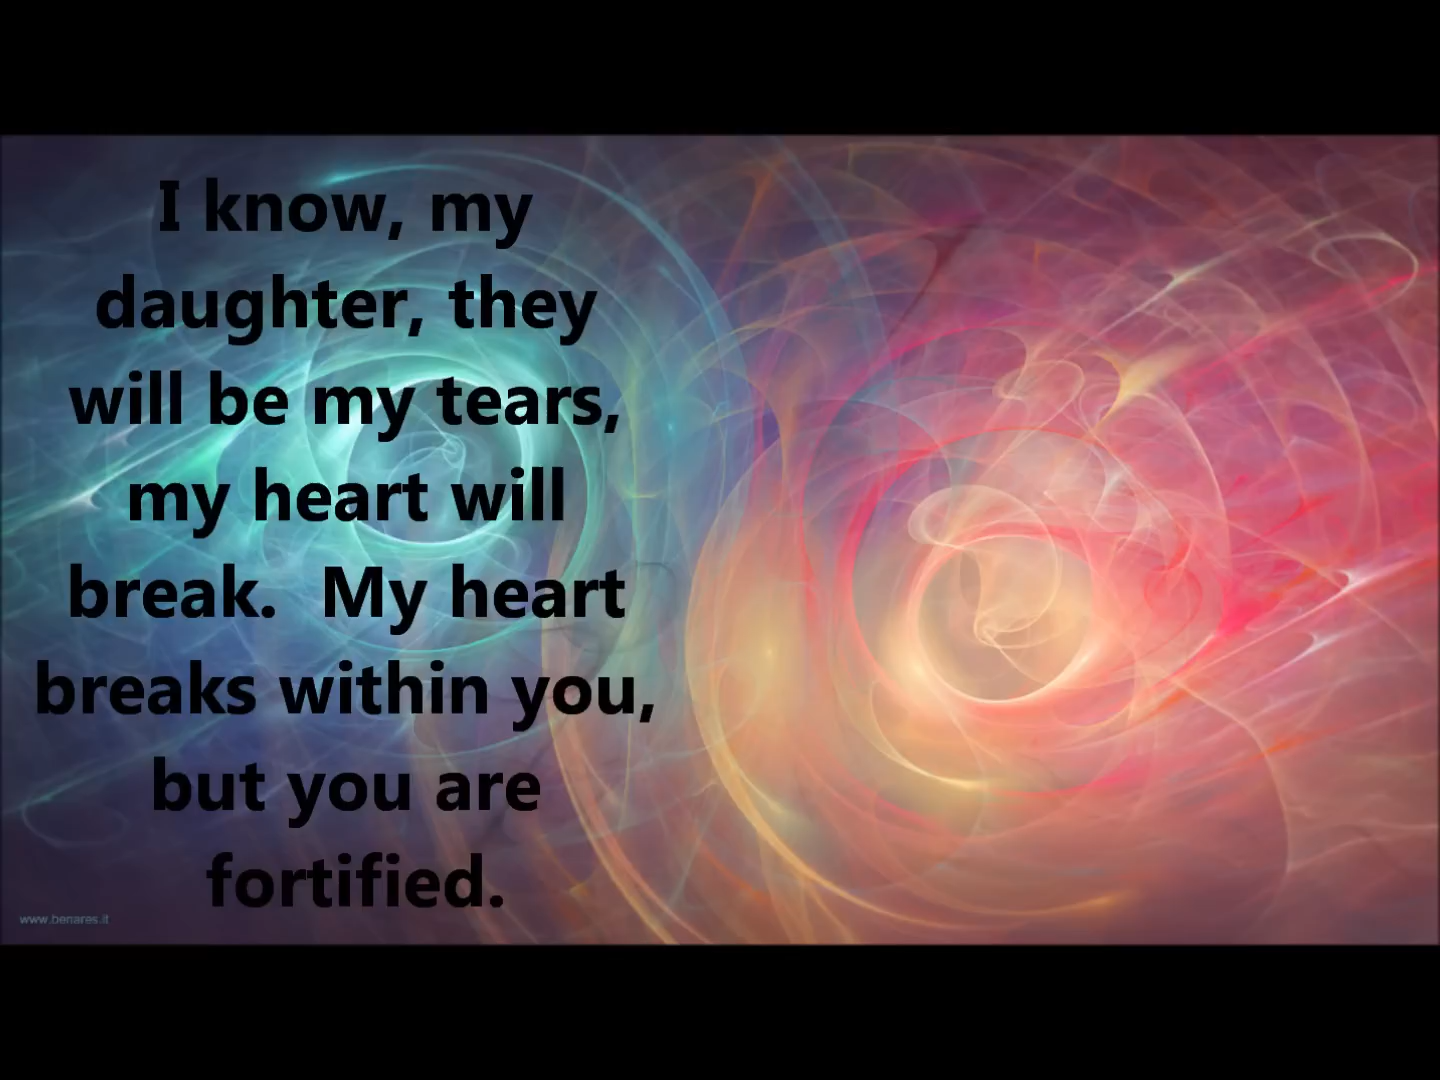 I know, my
daughter, they
will be my tears,
my heart will
break.  My heart
breaks within you,
but you are
fortified.
www.benares.it